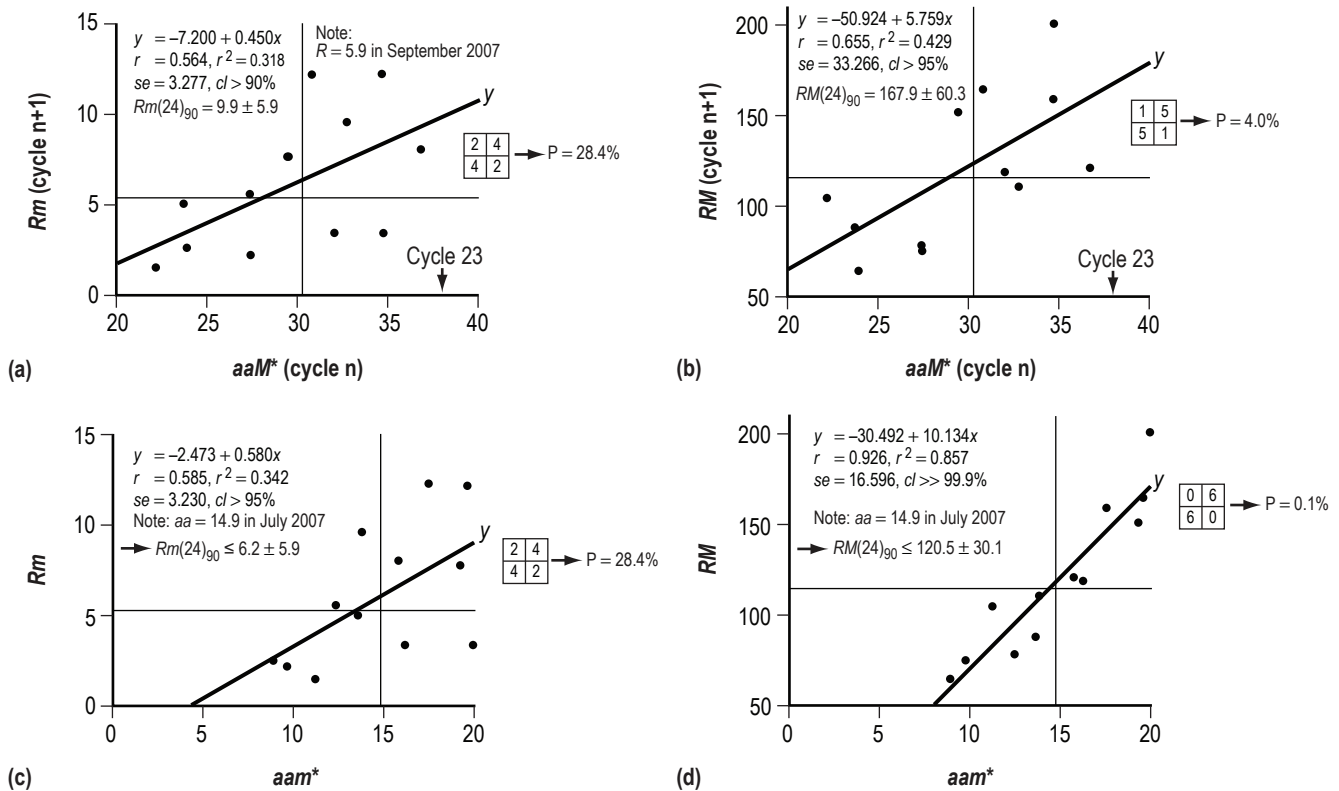 15
10
5
0
Rm (cycle n+1)
y = –7.200 + 0.450x
r = 0.564, r² = 0.318
se = 3.277, cl > 90%
Rm(24)₉₀ = 9.9 ± 5.9
Note:
R = 5.9 in September 2007
y
2 4
4 2
P = 28.4%
Cycle 23
20 25 30 35 40
(a)
aaM* (cycle n)
200
150
100
50
RM (cycle n+1)
y = –50.924 + 5.759x
r = 0.655, r² = 0.429
se = 33.266, cl > 95%
RM(24)₉₀ = 167.9 ± 60.3
y
1 5
5 1
P = 4.0%
Cycle 23
20 25 30 35 40
(b)
aaM* (cycle n)
15
10
5
0
Rm
y = –2.473 + 0.580x
r = 0.585, r² = 0.342
se = 3.230, cl > 95%
Note: aa = 14.9 in July 2007
Rm(24)₉₀ ≤ 6.2 ± 5.9
y
2 4
4 2
P = 28.4%
0 5 10 15 20
(c)
aam*
200
150
100
50
RM
y = –30.492 + 10.134x
r = 0.926, r² = 0.857
se = 16.596, cl >> 99.9%
Note: aa = 14.9 in July 2007
RM(24)₉₀ ≤ 120.5 ± 30.1
y
0 6
6 0
P = 0.1%
0 5 10 15 20
(d)
aam*